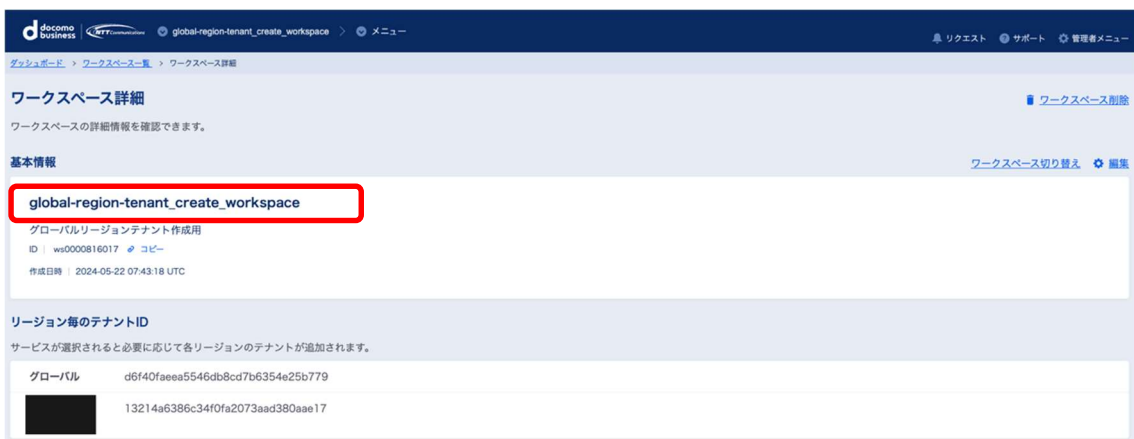 docomo business NTT Communications global-region-tenant_create_workspace > メニュー リクエスト サポート 管理者メニュー
ダッシュボード > ワークスペース一覧 > ワークスペース詳細
ワークスペース詳細 ワークスペース削除
ワークスペースの詳細情報を確認できます。
基本情報 ワークスペース切り替え 編集
global-region-tenant_create_workspace
グローバルリージョンテナント作成用
ID ws0000816017 コピー
作成日時 2024-05-22 07:43:18 UTC
リージョン毎のテナントID
サービスが選択されると必要に応じて各リージョンのテナントが追加されます。
グローバル d6f40faeea5546db8cd7b6354e25b779
13214a6386c34f0fa2073aad380aae17